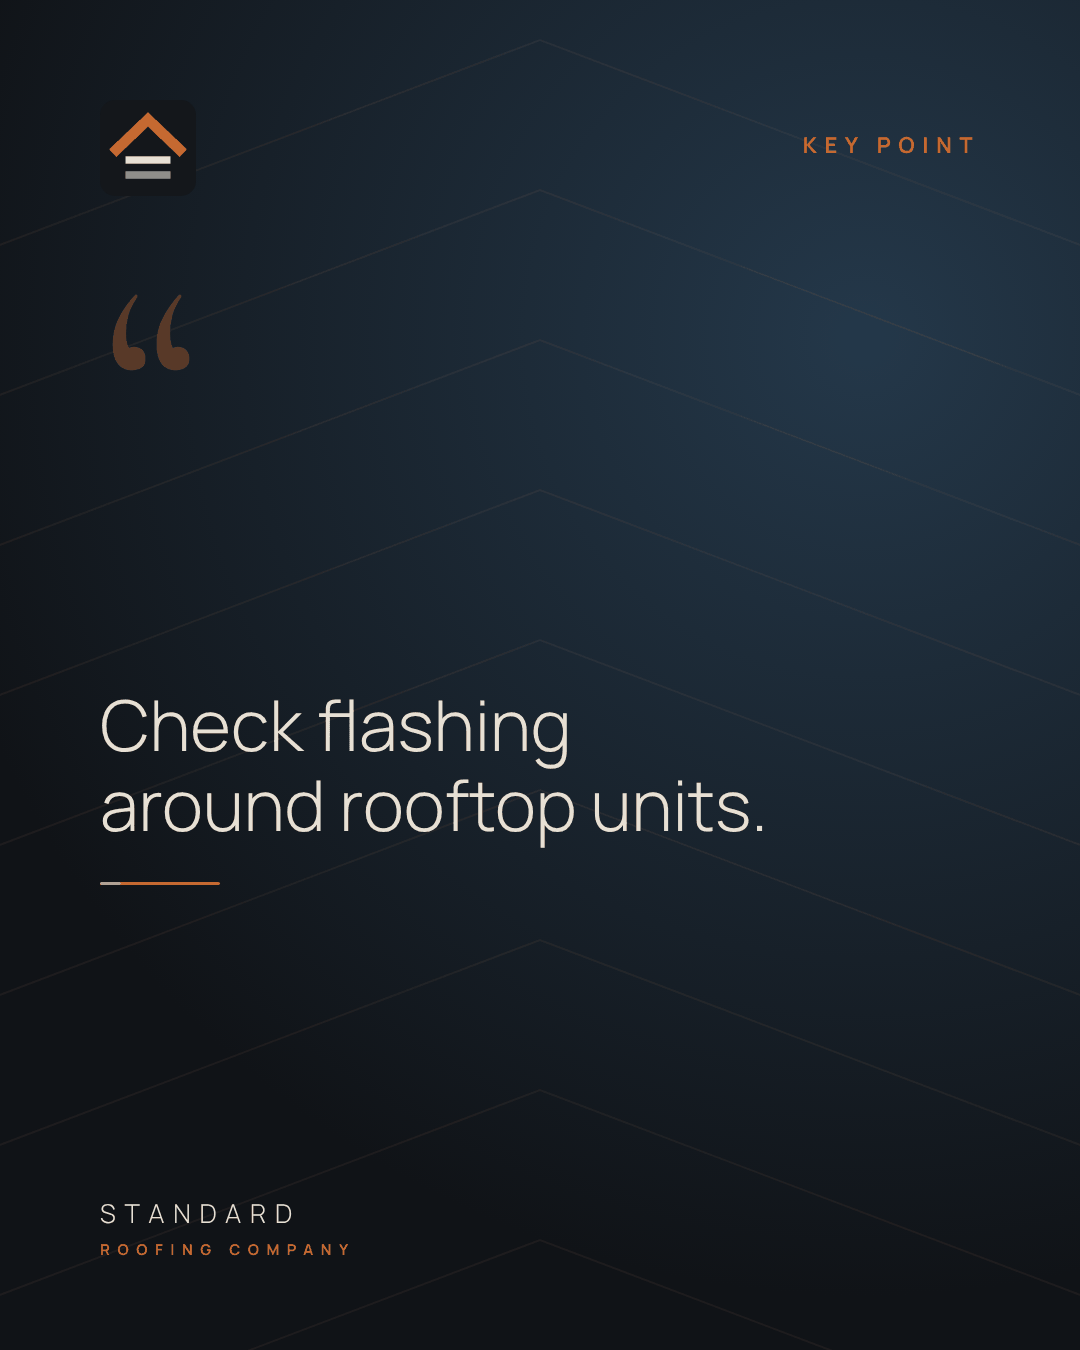 KEY POINT
“
Check flashing
around rooftop units.
STANDARD
ROOFING COMPANY